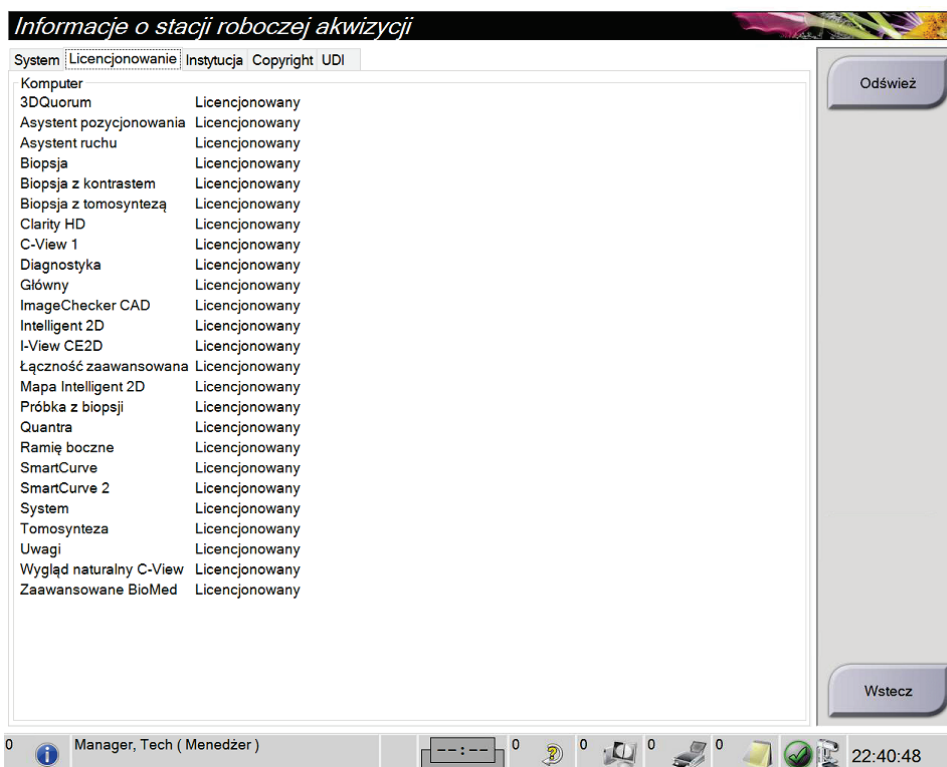 Informacje o stacji roboczej akwizycji
System Licencjonowanie Instytucja Copyright UDI
Odśwież
Komputer
3DQuorum Licencjonowany
Asystent pozycjonowania Licencjonowany
Asystent ruchu Licencjonowany
Biopsja Licencjonowany
Biopsja z kontrastem Licencjonowany
Biopsja z tomosyntezą Licencjonowany
Clarity HD Licencjonowany
C-View 1 Licencjonowany
Diagnostyka Licencjonowany
Główny Licencjonowany
ImageChecker CAD Licencjonowany
Intelligent 2D Licencjonowany
I-View CE2D Licencjonowany
Łączność zaawansowana Licencjonowany
Mapa Intelligent 2D Licencjonowany
Próbka z biopsji Licencjonowany
Quantra Licencjonowany
Ramię boczne Licencjonowany
SmartCurve Licencjonowany
SmartCurve 2 Licencjonowany
System Licencjonowany
Tomosynteza Licencjonowany
Uwagi Licencjonowany
Wygląd naturalny C-View Licencjonowany
Zaawansowane BioMed Licencjonowany
Wstecz
0 Manager, Tech ( Menedżer ) --:-- 0 0 0 0 22:40:48